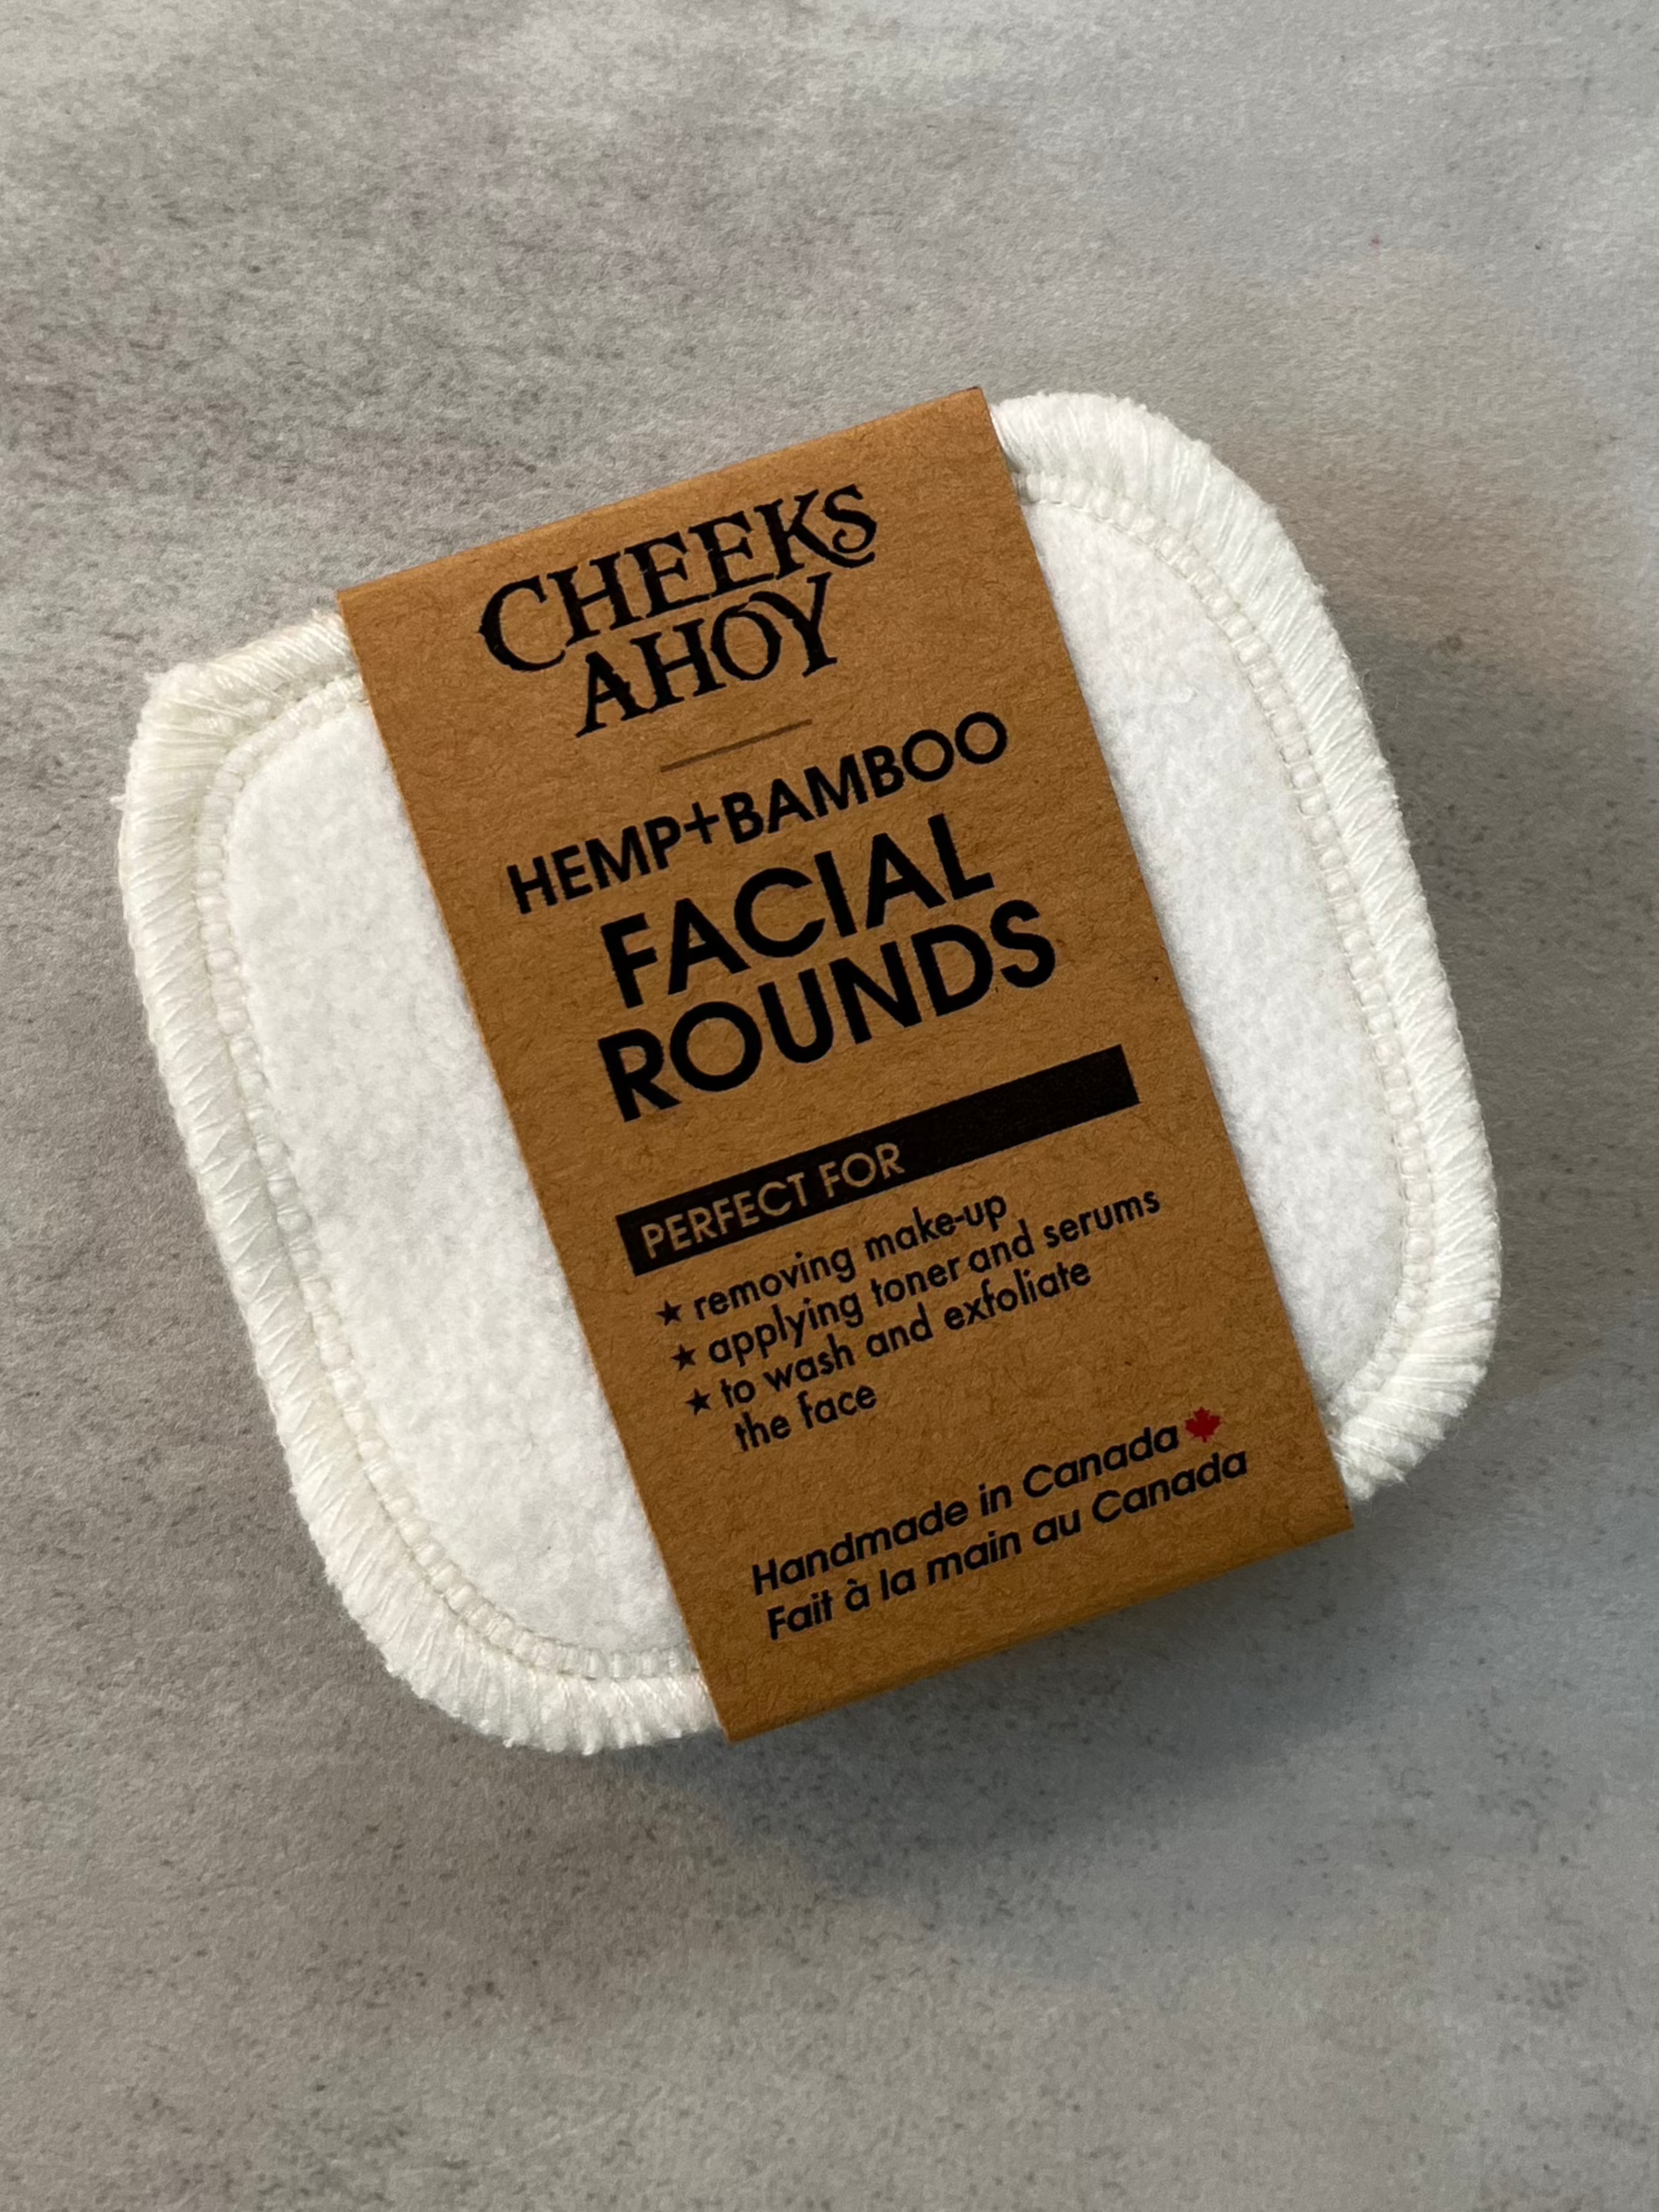 CHEEKS
AHOY
HEMP+BAMBOO
FACIAL
ROUNDS
PERFECT FOR
★ removing make-up
★ applying toner and serums
★ to wash and exfoliate
the face
Handmade in Canada
Fait à la main au Canada